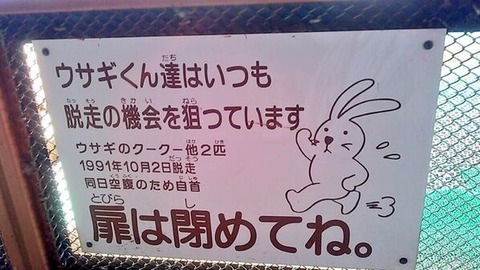 ウサギくん達はいつも
脱走の機会を狙っています
ウサギのクークー他2匹
1991年10月2日脱走
同日空腹のため自首
扉は閉めてね。